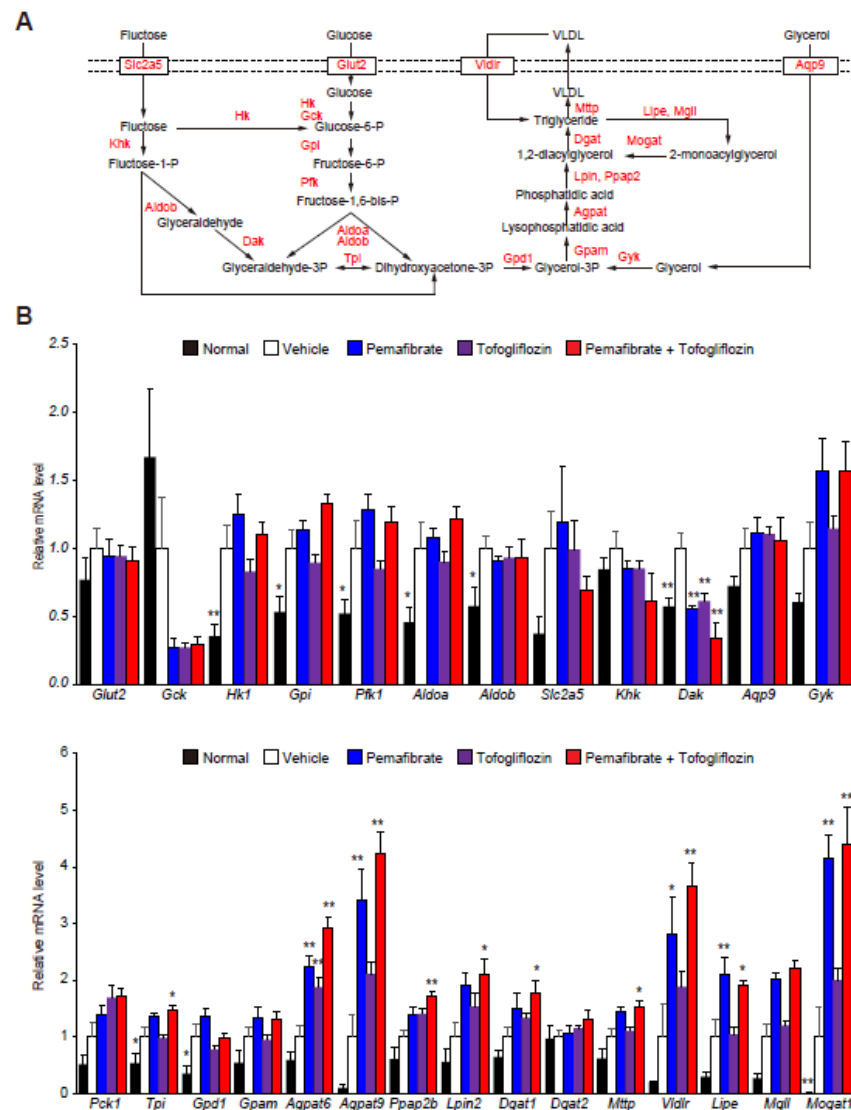 A
Fluctose Glucose VLDL Glycerol
Slc2a5 Glut2 Vldlr Aqp9
Glucose VLDL
Hk Mttp
Hk Gck Triglyceride Lipe, Mgll
Fluctose Glucose-6-P
Khk Gpi Dgat Mogat
Fluctose-1-P Fructose-6-P 1,2-diacylglycerol 2-monoacylglycerol
Pfk Lpin, Ppap2
Fructose-1,6-bis-P Phosphatidic acid
Aldob Agpat
Glyceraldehyde Aldoa Lysophosphatidic acid
Dak Aldob
Tpi Gpd1 Gpam Gyk
Glyceraldehyde-3P Dihydroxyacetone-3P Glycerol-3P Glycerol
B
2.5
Normal Vehicle Pemafibrate Tofogliflozin Pemafibrate + Tofogliflozin
2.0
1.5
1.0
0.5
0.0
Relative mRNA level
** * * * * ** ** ** **
Glut2 Gck Hk1 Gpi Pfk1 Aldoa Aldob Slc2a5 Khk Dak Aqp9 Gyk
6
Normal Vehicle Pemafibrate Tofogliflozin Pemafibrate + Tofogliflozin
5
4
3
2
1
0
Relative mRNA level
* * * ** ** ** ** ** ** * * * * ** ** * ** ** **
Pck1 Tpi Gpd1 Gpam Agpat6 Agpat9 Ppap2b Lpin2 Dgat1 Dgat2 Mttp Vldlr Lipe Mgll Mogat1